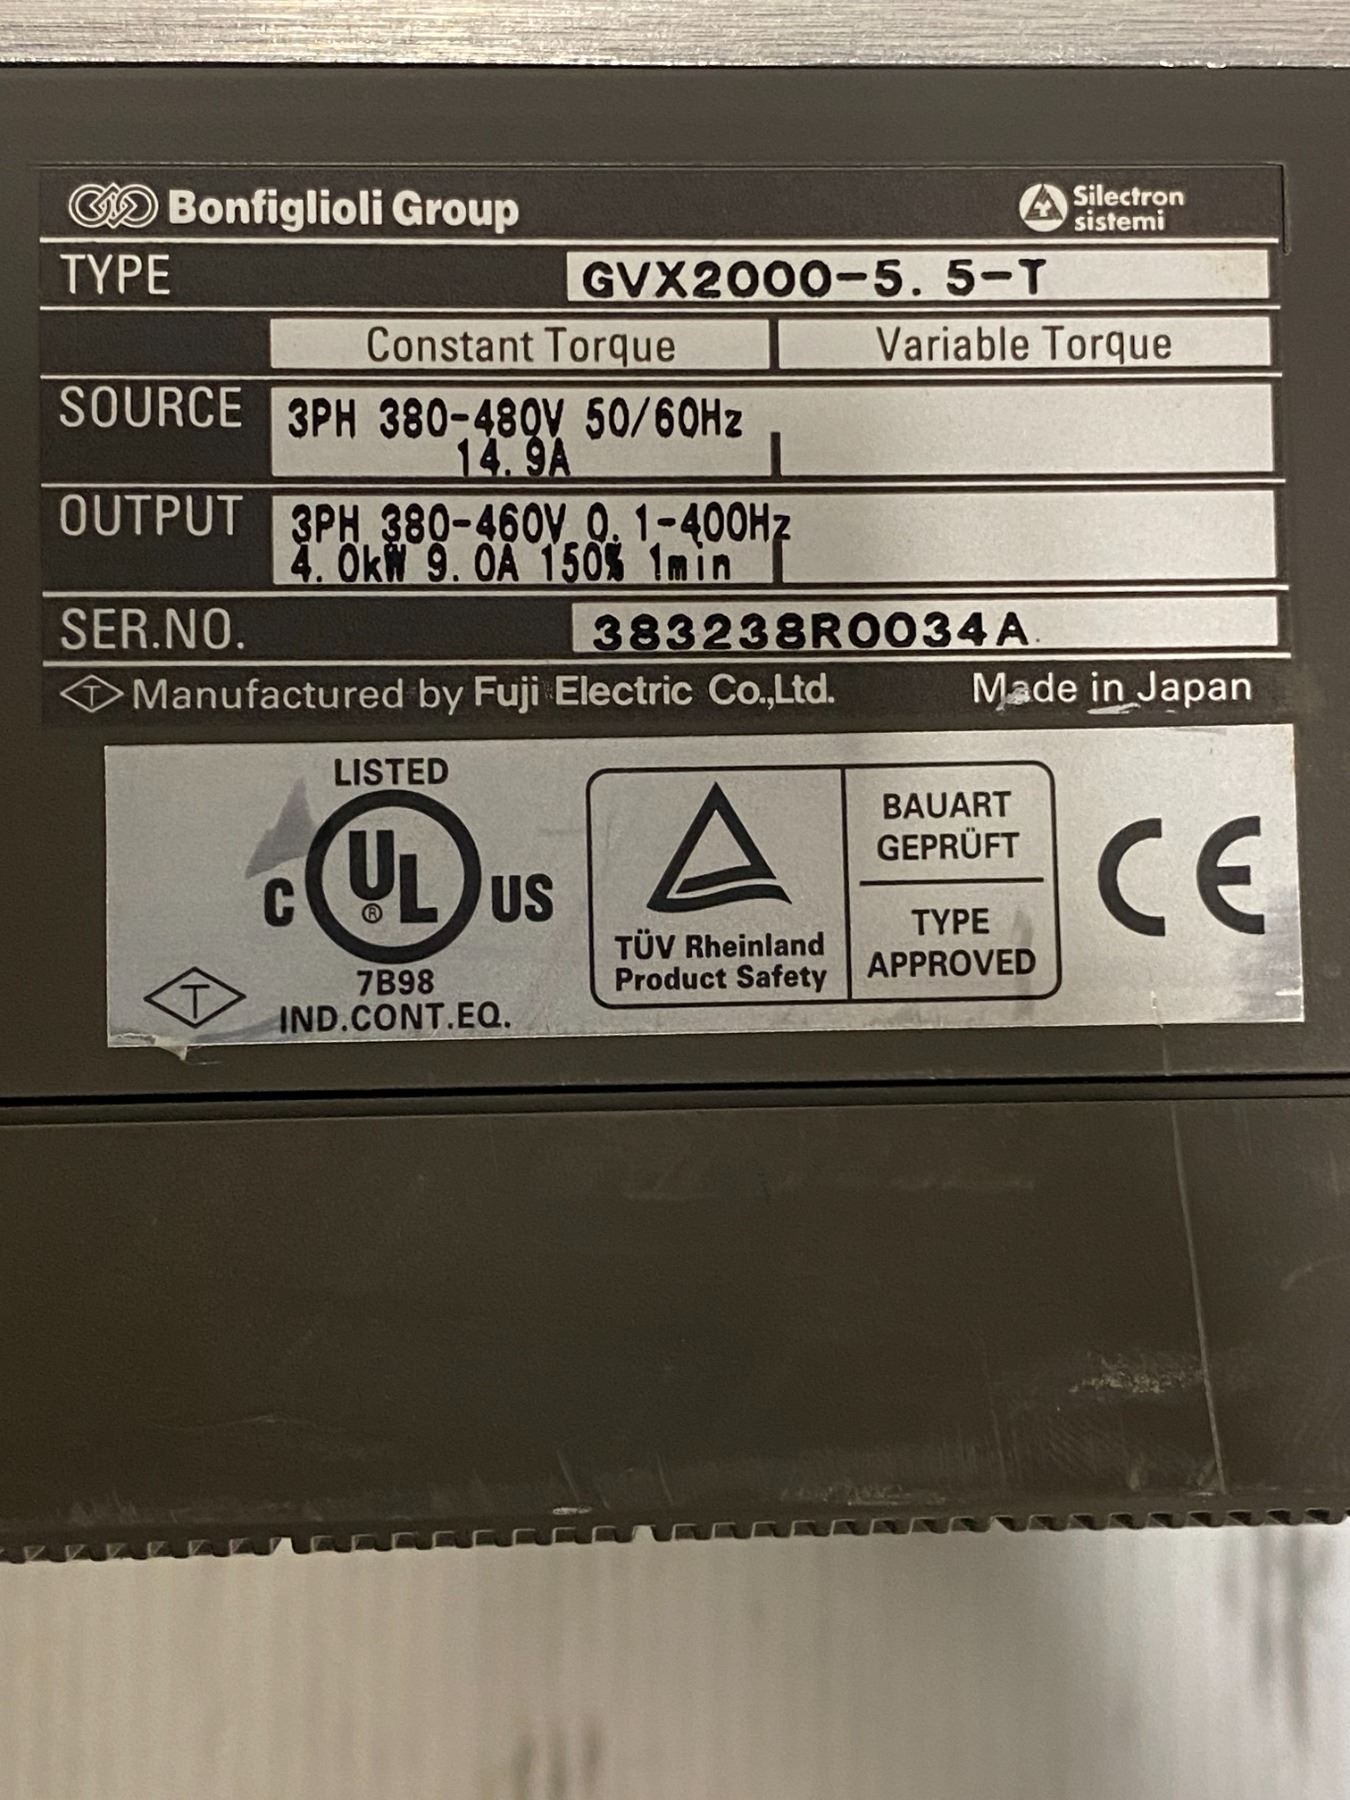 Bonfiglioli Group
Silectron
sistemi
TYPE GVX2000-5.5-T
Constant Torque Variable Torque
SOURCE 3PH 380-480V 50/60Hz
14.9A
OUTPUT 3PH 380-460V 0.1-400Hz
4.0kW 9.0A 150% 1min
SER.NO. 383238R0034A
T Manufactured by Fuji Electric Co.,Ltd. Made in Japan
LISTED
C UL ® US
7B98
IND.CONT.EQ.
T
TÜV Rheinland
Product Safety
BAUART
GEPRÜFT
TYPE
APPROVED
CE